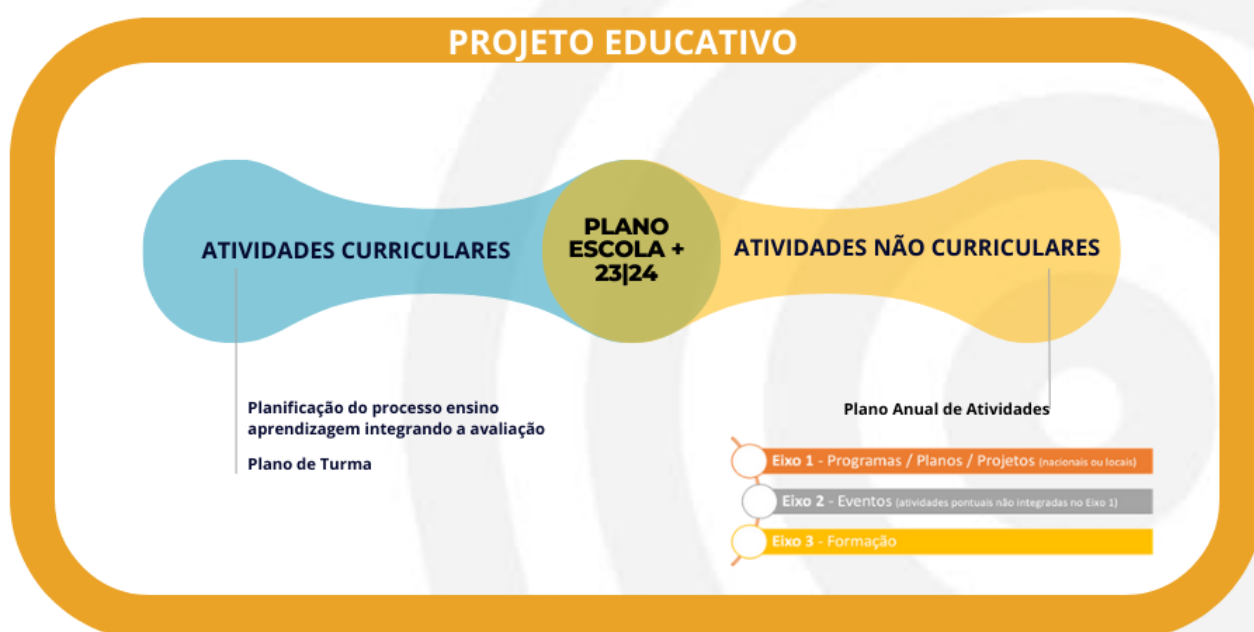 PROJETO EDUCATIVO
ATIVIDADES CURRICULARES
PLANO
ESCOLA +
23|24
ATIVIDADES NÃO CURRICULARES
Planificação do processo ensino
aprendizagem integrando a avaliação
Plano de Turma
Plano Anual de Atividades
Eixo 1 - Programas / Planos / Projetos (nacionais ou locais)
Eixo 2 - Eventos (atividades pontuais não integradas no Eixo 1)
Eixo 3 - Formação